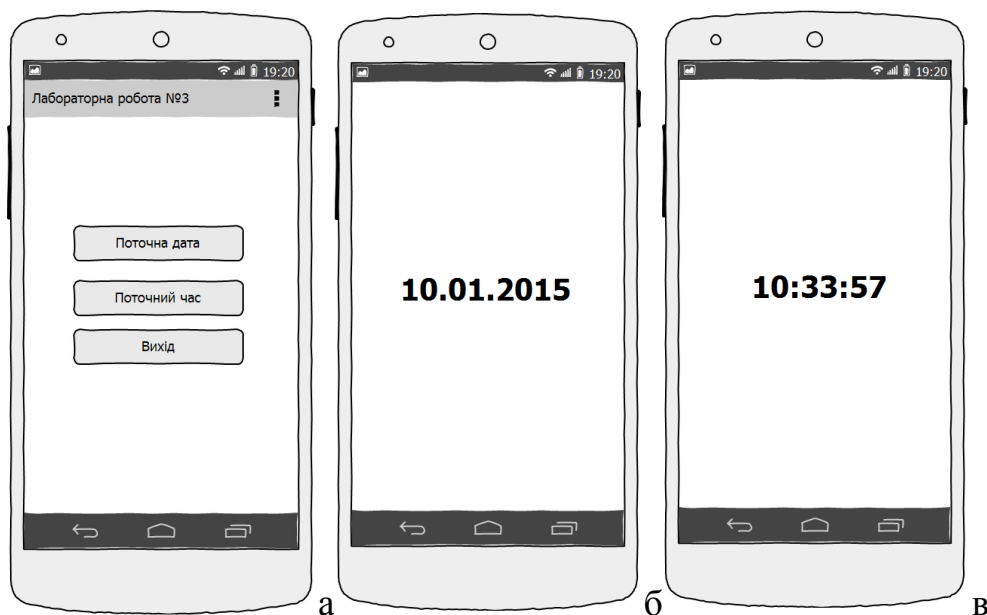 19:20
Лабораторна робота №3
Поточна дата
Поточний час
Вихід
а
19:20
10.01.2015
б
19:20
10:33:57
в